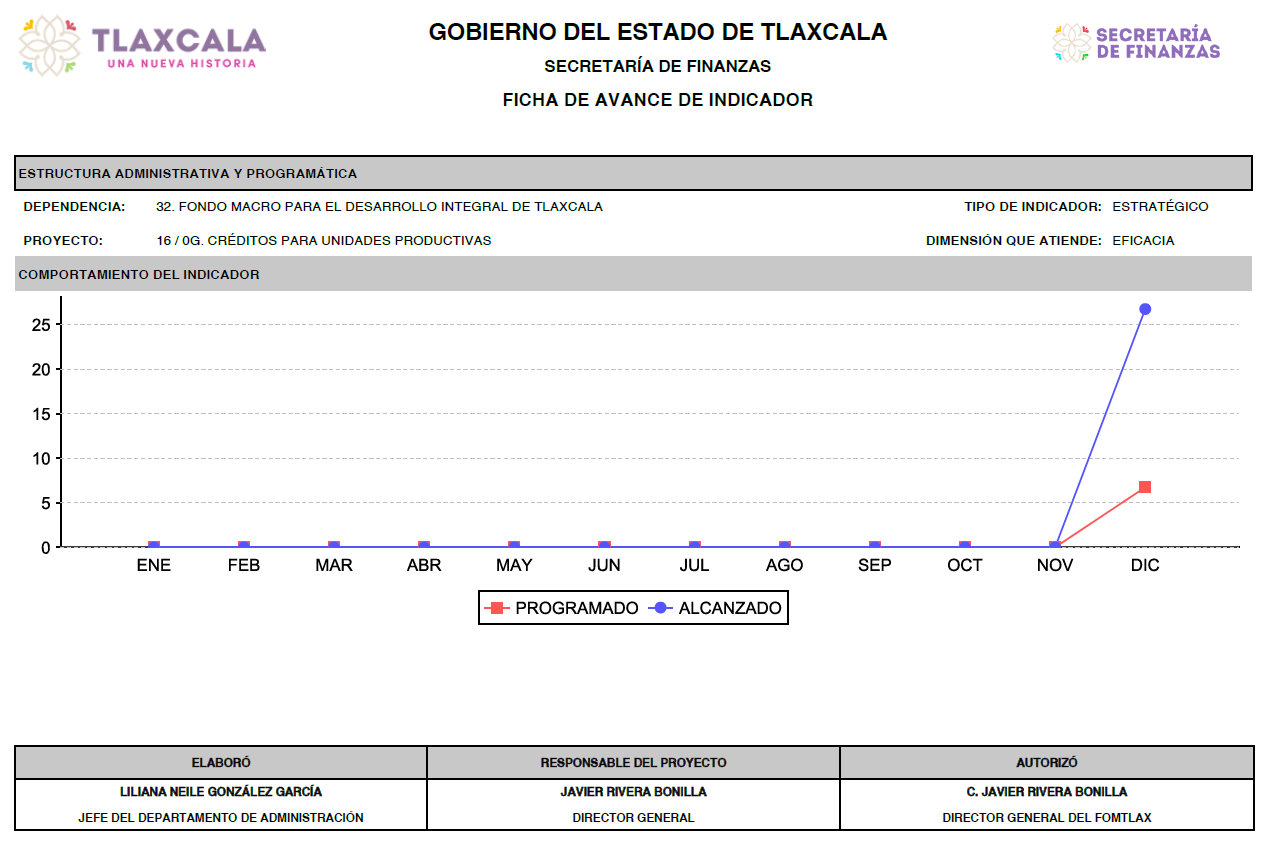 TLAXCALA
UNA NUEVA HISTORIA
GOBIERNO DEL ESTADO DE TLAXCALA
SECRETARÍA DE FINANZAS
FICHA DE AVANCE DE INDICADOR
SECRETARÍA
DE FINANZAS
ESTRUCTURA ADMINISTRATIVA Y PROGRAMÁTICA
DEPENDENCIA: 32. FONDO MACRO PARA EL DESARROLLO INTEGRAL DE TLAXCALA TIPO DE INDICADOR: ESTRATÉGICO
PROYECTO: 16 / 0G. CRÉDITOS PARA UNIDADES PRODUCTIVAS DIMENSIÓN QUE ATIENDE: EFICACIA
COMPORTAMIENTO DEL INDICADOR
25
20
15
10
5
0
ENE FEB MAR ABR MAY JUN JUL AGO SEP OCT NOV DIC
PROGRAMADO ALCANZADO
ELABORÓ RESPONSABLE DEL PROYECTO AUTORIZÓ
LILIANA NEILE GONZÁLEZ GARCÍA JAVIER RIVERA BONILLA C. JAVIER RIVERA BONILLA
JEFE DEL DEPARTAMENTO DE ADMINISTRACIÓN DIRECTOR GENERAL DIRECTOR GENERAL DEL FOMTLAX